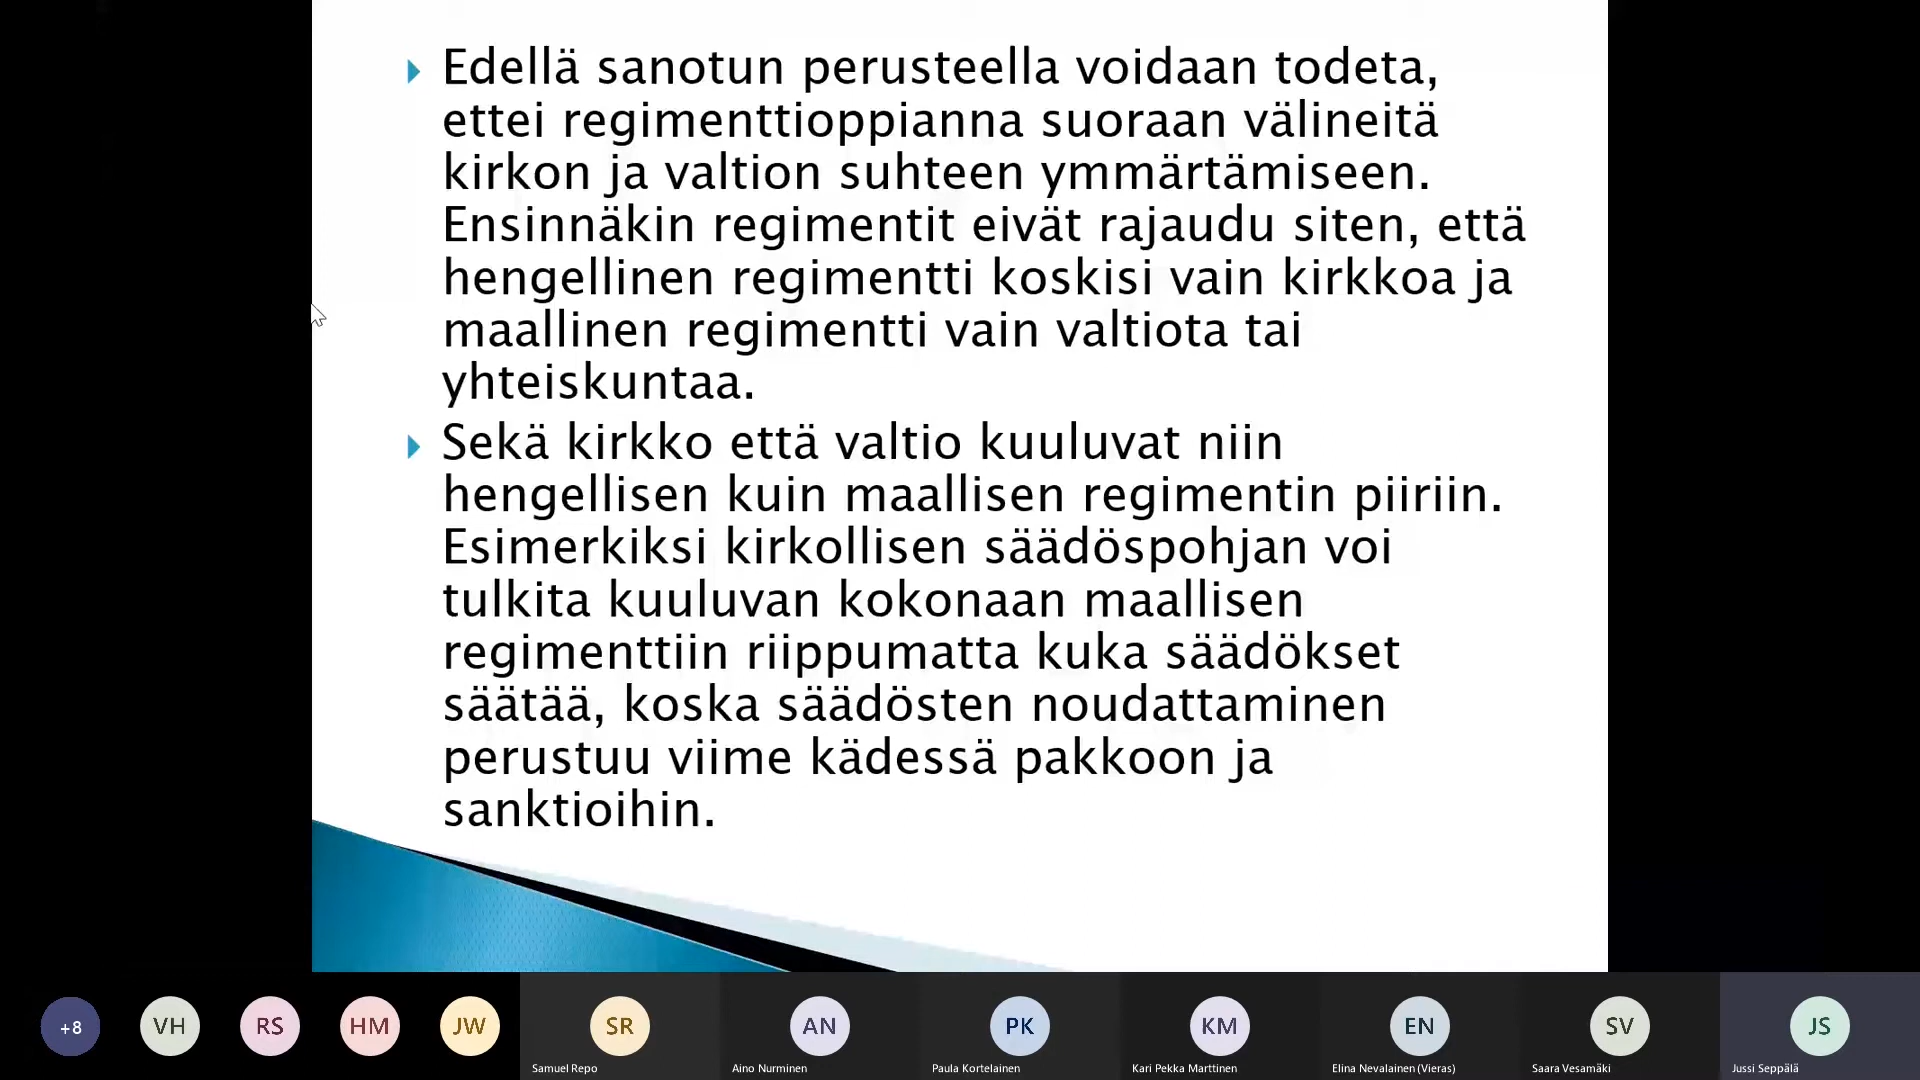 Edellä sanotun perusteella voidaan todeta,
ettei regimenttioppianna suoraan välineitä
kirkon ja valtion suhteen ymmärtämiseen.
Ensinnäkin regimentit eivät rajaudu siten, että
hengellinen regimentti koskisi vain kirkkoa ja
maallinen regimentti vain valtiota tai
yhteiskuntaa.
Sekä kirkko että valtio kuuluvat niin
hengellisen kuin maallisen regimentin piiriin.
Esimerkiksi kirkollisen säädöspohjan voi
tulkita kuuluvan kokonaan maallisen
regimenttiin riippumatta kuka säädökset
säätää, koska säädösten noudattaminen
perustuu viime kädessä pakkoon ja
sanktioihin.
+8
VH
RS
HM
JW
SR
AN
PK
KM
EN
SV
JS
Samuel Repo
Aino Nurminen
Paula Kortelainen
Kari Pekka Marttinen
Elina Nevalainen (Vieras)
Saara Vesamäki
Jussi Seppälä